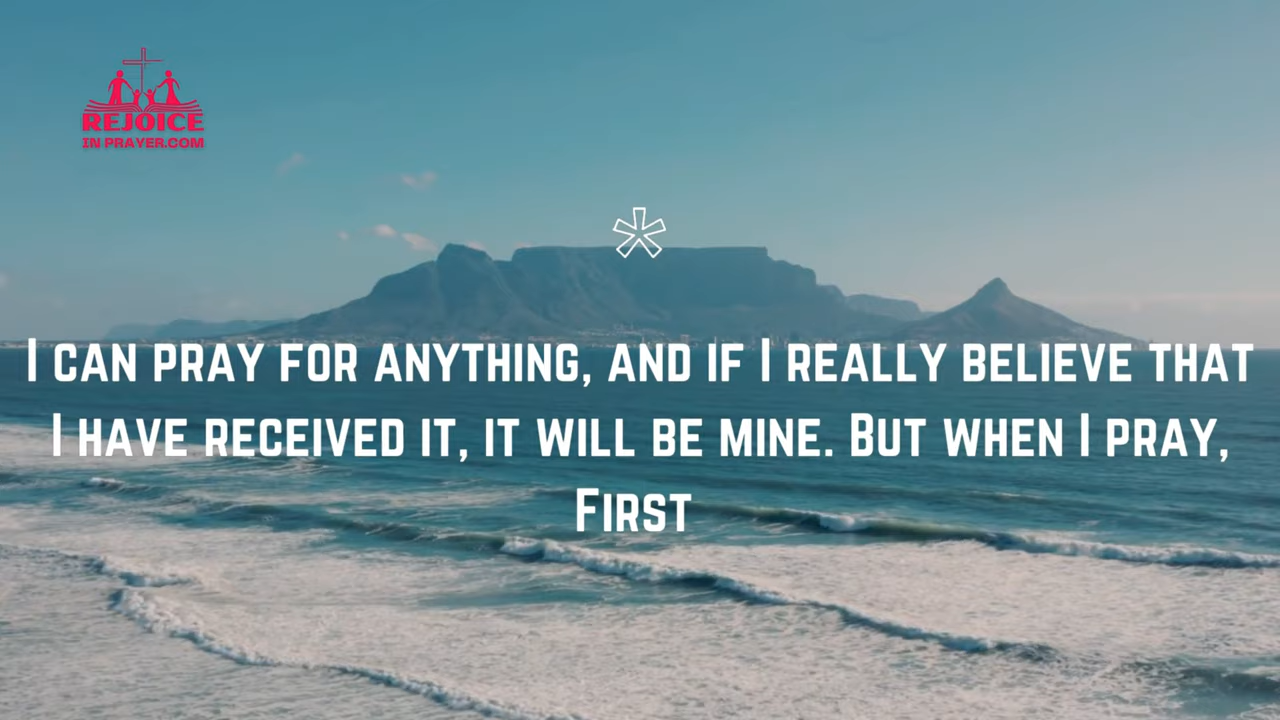 REJOICE
IN PRAYER.COM
I CAN PRAY FOR ANYTHING, AND IF I REALLY BELIEVE THAT
I HAVE RECEIVED IT, IT WILL BE MINE. BUT WHEN I PRAY,
FIRST